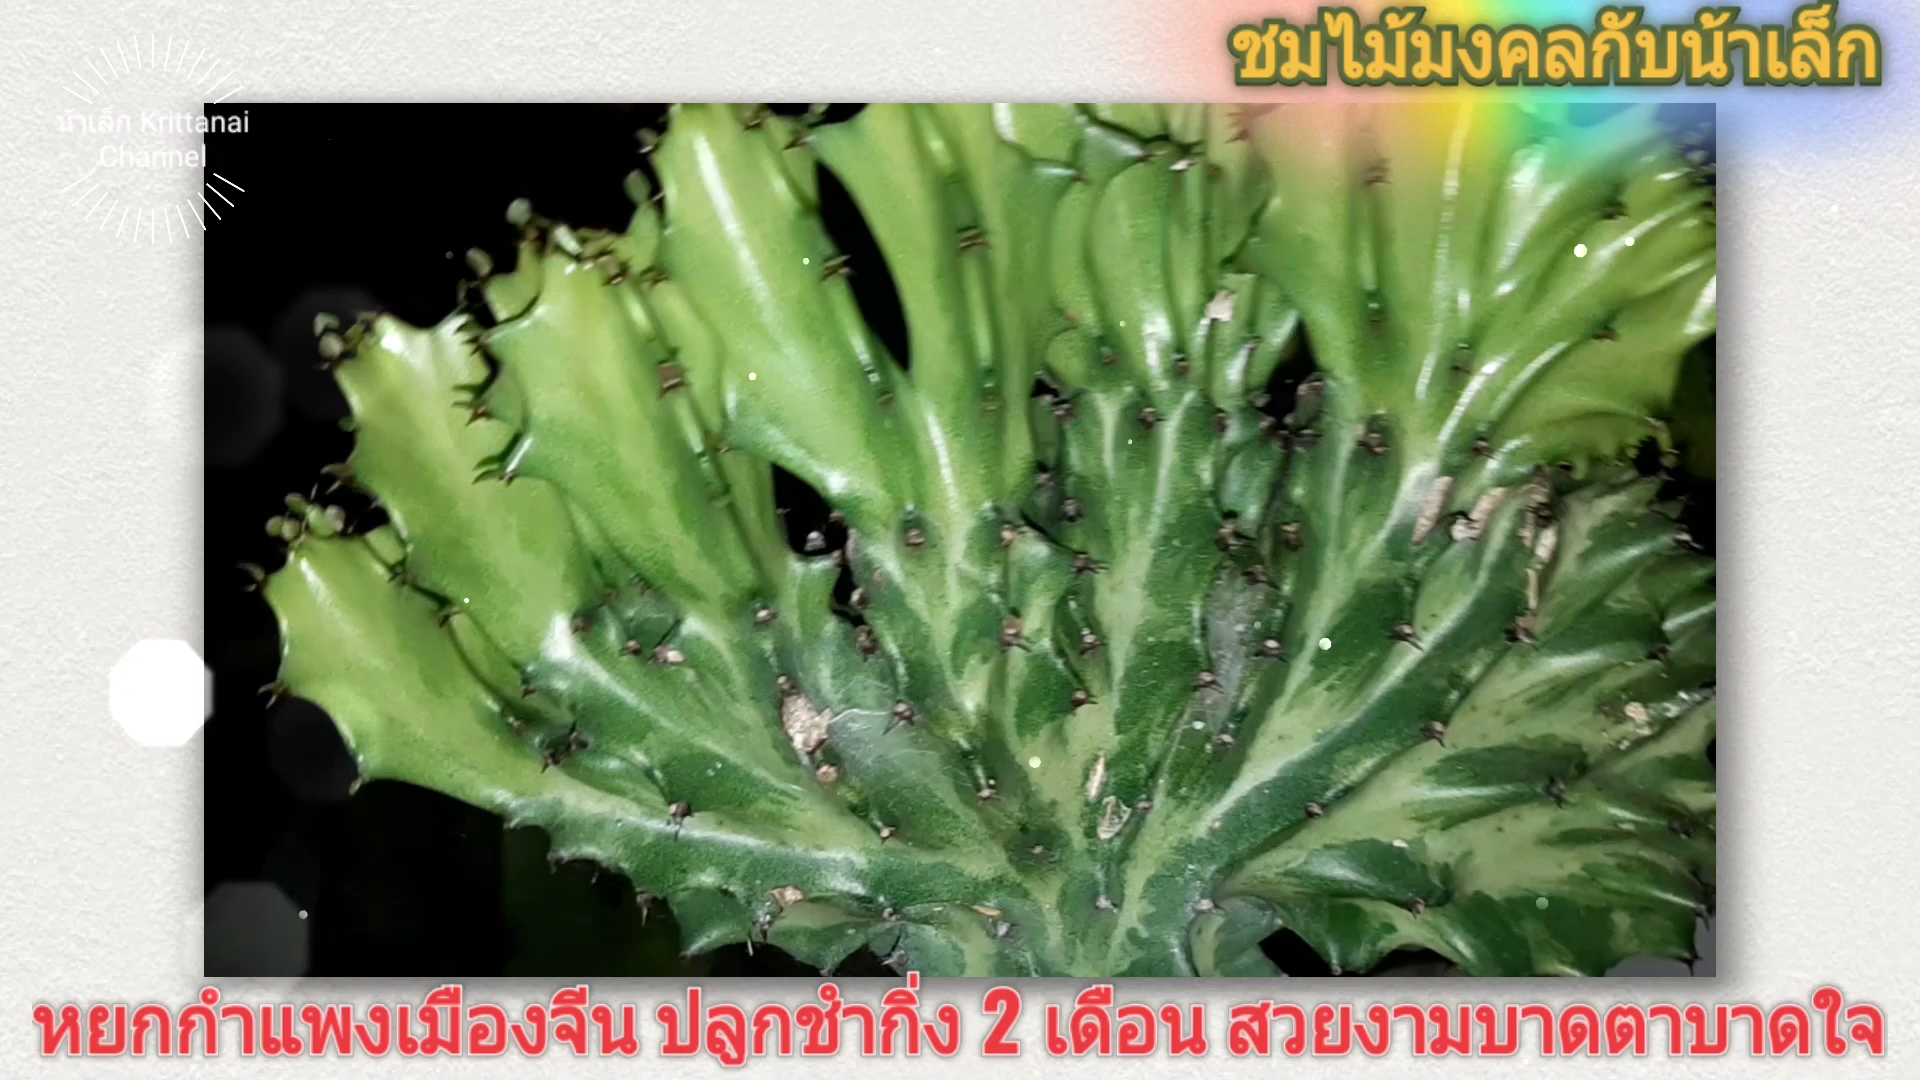 ชมไม้มงคลกับน้าเล็ก
น้าเล็ก Krittanai
Channel
หยกกำแพงเมืองจีน ปลูกชำกิ่ง 2 เดือน สวยงามบาดตาบาดใจ